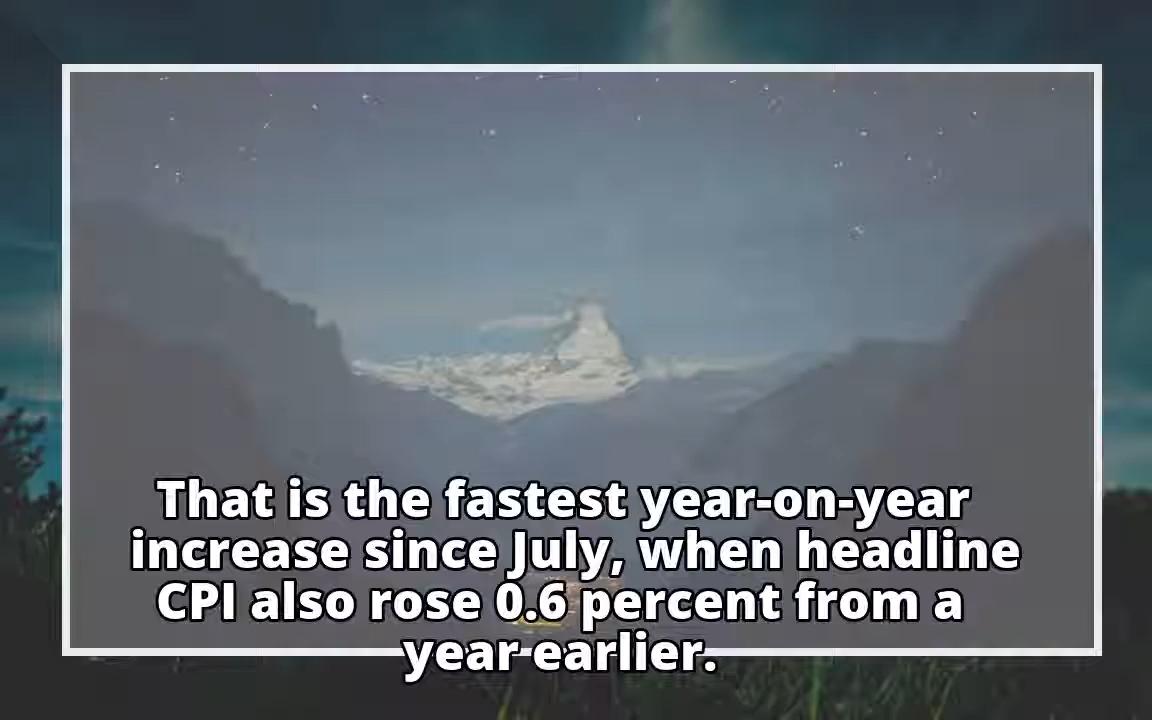 That is the fastest year-on-year
increase since July, when headline
CPI also rose 0.6 percent from a
year earlier.